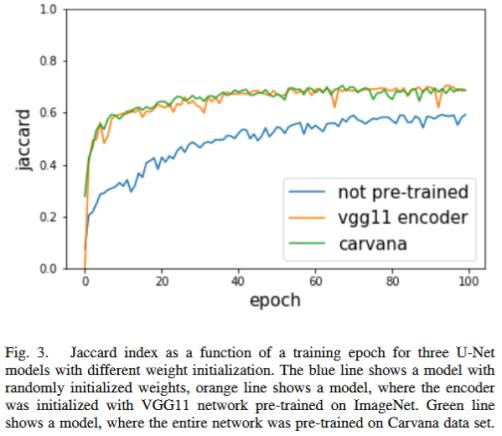 1.0
0.8
0.6
0.4
0.2
0.0
jaccard
0 20 40 60 80 100
epoch
not pre-trained
vgg11 encoder
carvana
Fig. 3. Jaccard index as a function of a training epoch for three U-Net
models with different weight initialization. The blue line shows a model with
randomly initialized weights, orange line shows a model, where the encoder
was initialized with VGG11 network pre-trained on ImageNet. Green line
shows a model, where the entire network was pre-trained on Carvana data set.